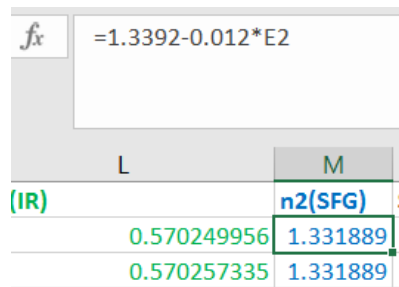 fx =1.3392-0.012*E2
L M
(IR) n2(SFG)
0.570249956 1.331889
0.570257335 1.331889